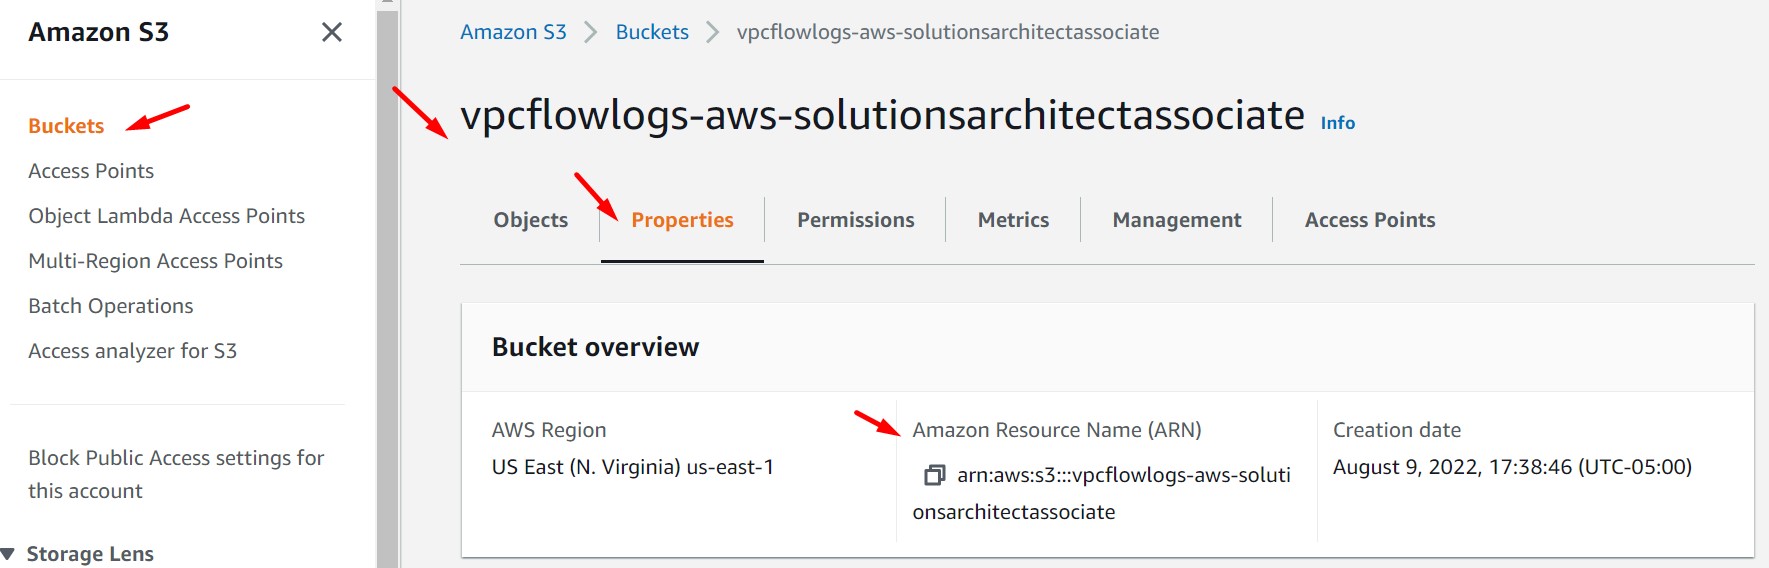 Amazon S3
Buckets
Access Points
Object Lambda Access Points
Multi-Region Access Points
Batch Operations
Access analyzer for S3
Block Public Access settings for
this account
Storage Lens
Amazon S3 > Buckets > vpcflowlogs-aws-solutionsarchitectassociate
vpcflowlogs-aws-solutionsarchitectassociate Info
Objects Properties Permissions Metrics Management Access Points
Bucket overview
AWS Region
US East (N. Virginia) us-east-1
Amazon Resource Name (ARN)
arn:aws:s3:::vpcflowlogs-aws-soluti
onsarchitectassociate
Creation date
August 9, 2022, 17:38:46 (UTC-05:00)